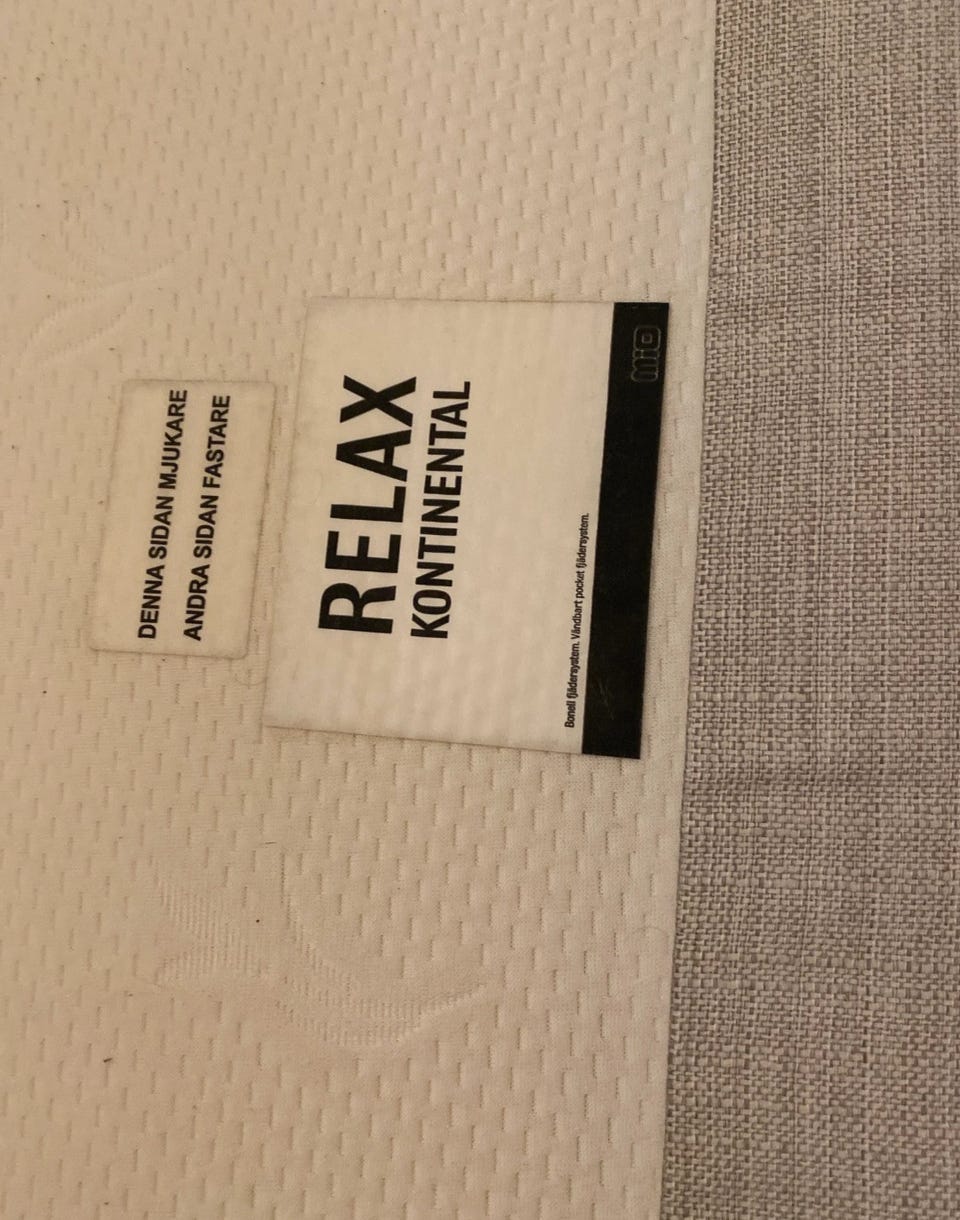 DENNA SIDAN MJUKARE
ANDRA SIDAN FASTARE
RELAX
KONTINENTAL
Bonell fjädersystem. Vändbart pocket fjädersystem.
mio